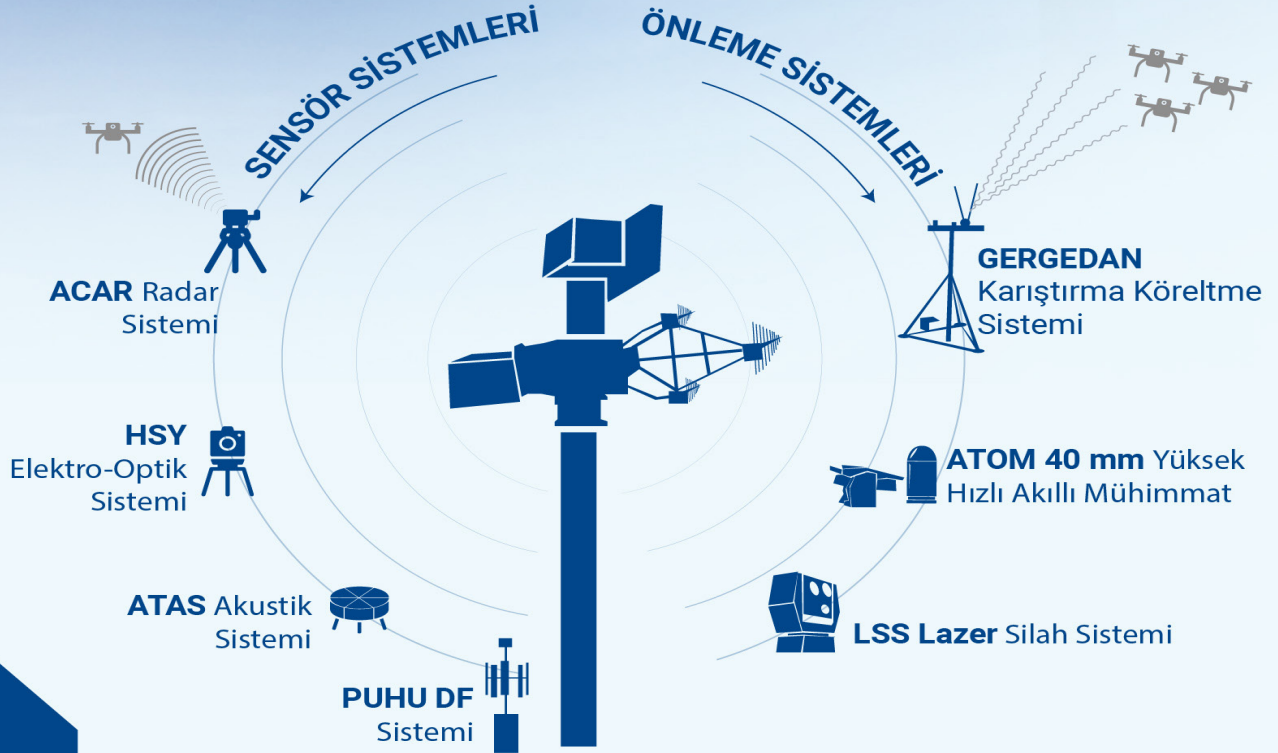 SENSÖR SİSTEMLERİ
ACAR Radar
Sistemi
HSY
Elektro-Optik
Sistemi
ATAS Akustik
Sistemi
PUHU DF
Sistemi
ÖNLEME SİSTEMLERİ
GERGEDAN
Karıştırma Köreltme
Sistemi
ATOM 40 mm Yüksek
Hızlı Akıllı Mühimmat
LSS Lazer Silah Sistemi